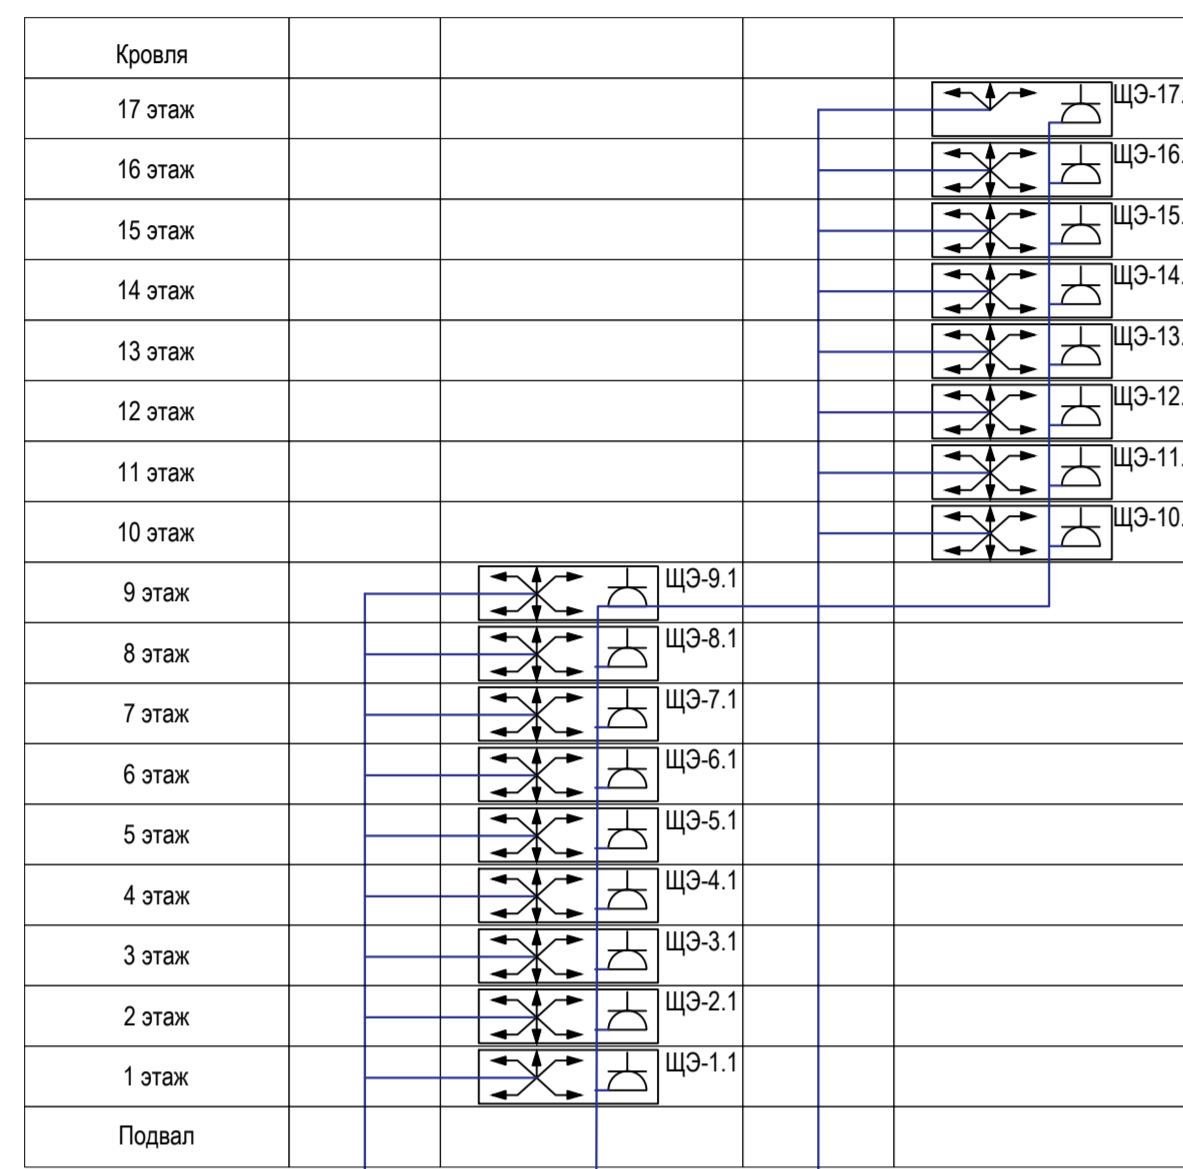 Кровля
17 этаж ЩЭ-17.
16 этаж ЩЭ-16.
15 этаж ЩЭ-15.
14 этаж ЩЭ-14.
13 этаж ЩЭ-13.
12 этаж ЩЭ-12.
11 этаж ЩЭ-11.
10 этаж ЩЭ-10.
9 этаж ЩЭ-9.1
8 этаж ЩЭ-8.1
7 этаж ЩЭ-7.1
6 этаж ЩЭ-6.1
5 этаж ЩЭ-5.1
4 этаж ЩЭ-4.1
3 этаж ЩЭ-3.1
2 этаж ЩЭ-2.1
1 этаж ЩЭ-1.1
Подвал